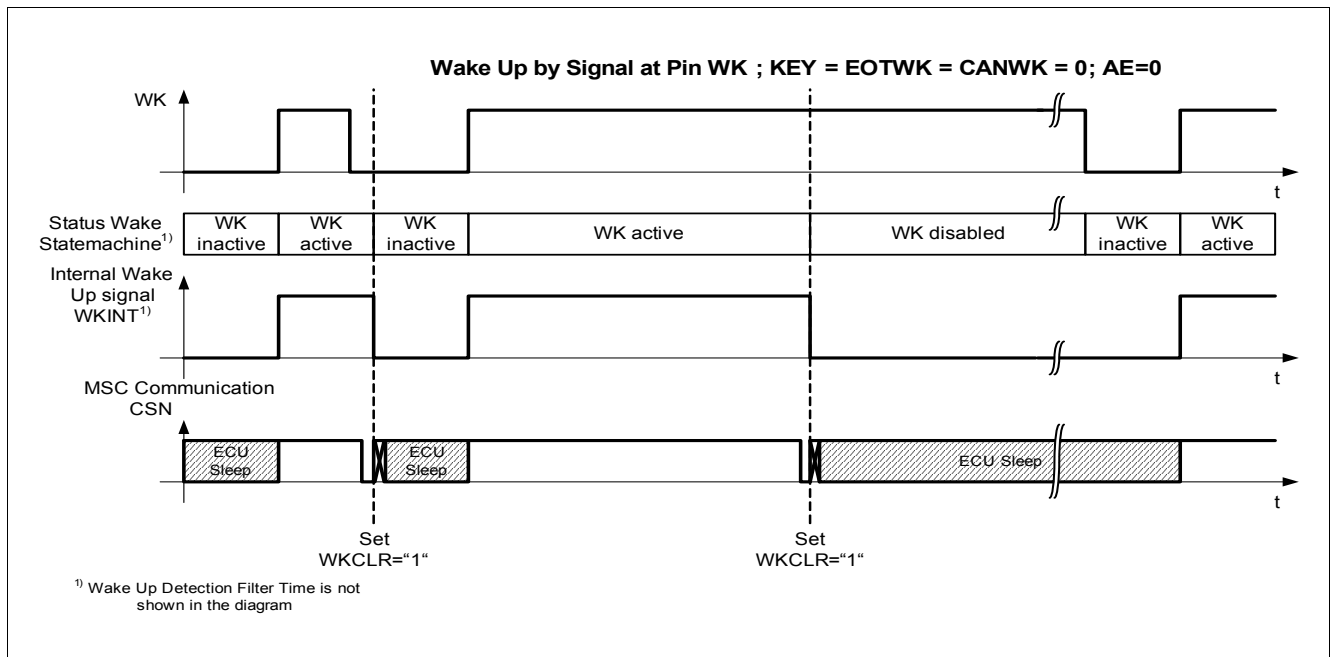 Wake Up by Signal at Pin WK ; KEY = EOTWK = CANWK = 0; AE=0
WK
t
Status Wake
Statemachine1)
WK
inactive
WK
active
WK
inactive
WK active
WK disabled
WK
inactive
WK
active
Internal Wake
Up signal
WKINT1)
t
MSC Communication
CSN
ECU
Sleep
ECU
Sleep
ECU Sleep
t
Set
WKCLR=“1“
Set
WKCLR=“1“
1) Wake Up Detection Filter Time is not
shown in the diagram